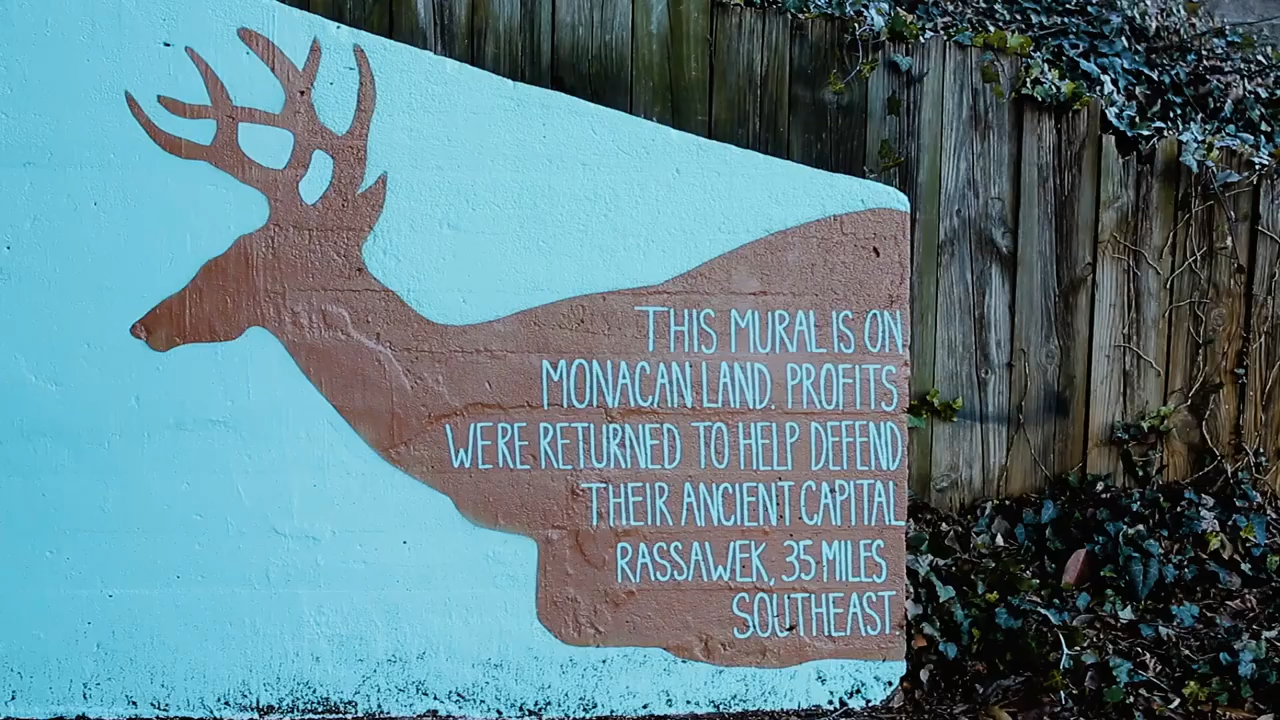 THIS MURAL IS ON
MONACAN LAND. PROFITS
WERE RETURNED TO HELP DEFEND
THEIR ANCIENT CAPITAL
RASSAWEK, 35 MILES
SOUTHEAST.